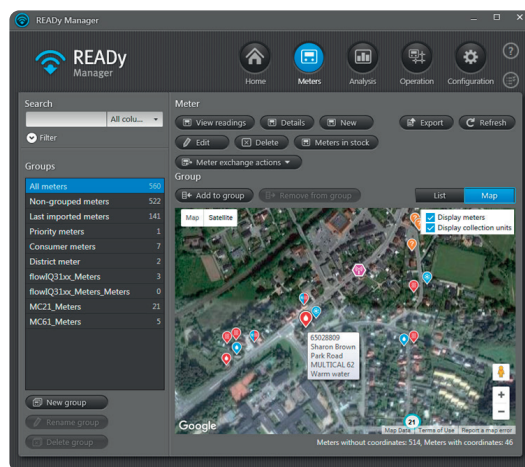 READy Manager
READy
Manager
Home
Meters
Analysis
Operation
Configuration
Search
All colu...
Filter
Groups
All meters 560
Non-grouped meters 522
Last imported meters 141
Priority meters 1
Consumer meters 7
District meter 2
flowIQ31xx_Meters 3
flowIQ31xx_Meters_Meters 0
MC21_Meters 21
MC61_Meters 5
New group
Rename group
Delete group
Meter
View readings
Details
New
Export
Refresh
Edit
Delete
Meters in stock
Meter exchange actions
Group
Add to group
Remove from group
List
Map
Map
Satellite
Display meters
Display collection units
65028809
Sharon Brown
Park Road
MULTICAL 62
Warm water
21
Google
Map Data
Terms of Use
Report a map error
Meters without coordinates: 514, Meters with coordinates: 46